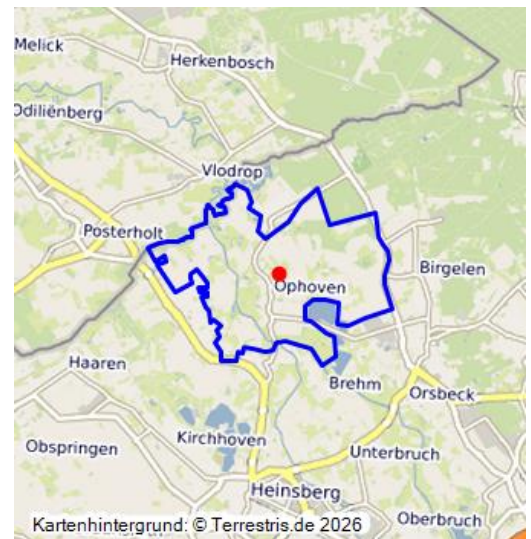 Melick
Herkenbosch
Odiliënberg
Vlodrop
Posterholt
Birgelen
Ophoven
Haaren
Brehm
Orsbeck
Kirchhoven
Obspringen
Unterbruch
Heinsberg
Oberbruch
Kartenhintergrund: © Terrestris.de 2026